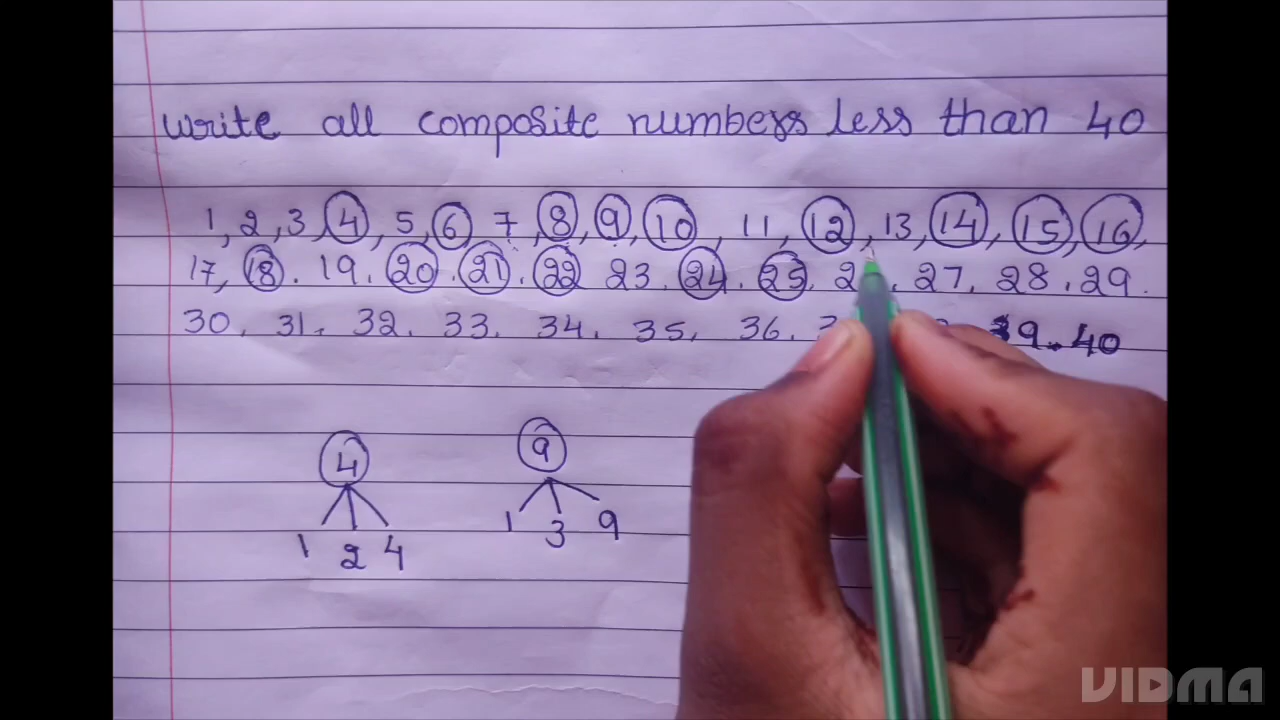 write all composite numbers less than 40
1, 2, 3, 4, 5, 6, 7, 8, 9, 10, 11, 12, 13, 14, 15, 16,
17, 18. 19. 20. 21. 22 23. 24. 25. 27. 28. 29.
30. 31. 32. 33. 34. 35, 36. 39. 40
4 9
1 2 4 1 3 9
VIDMA